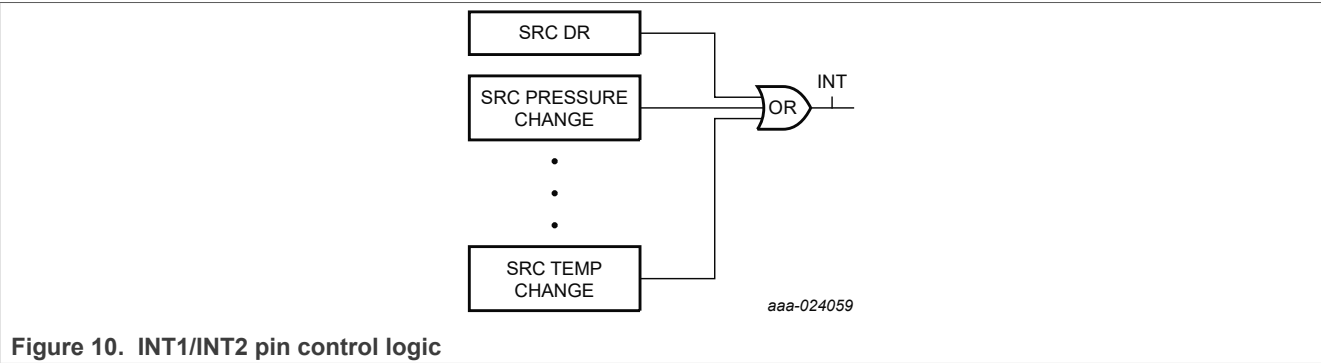 SRC DR
SRC PRESSURE
CHANGE
SRC TEMP
CHANGE
OR
INT
aaa-024059
Figure 10. INT1/INT2 pin control logic